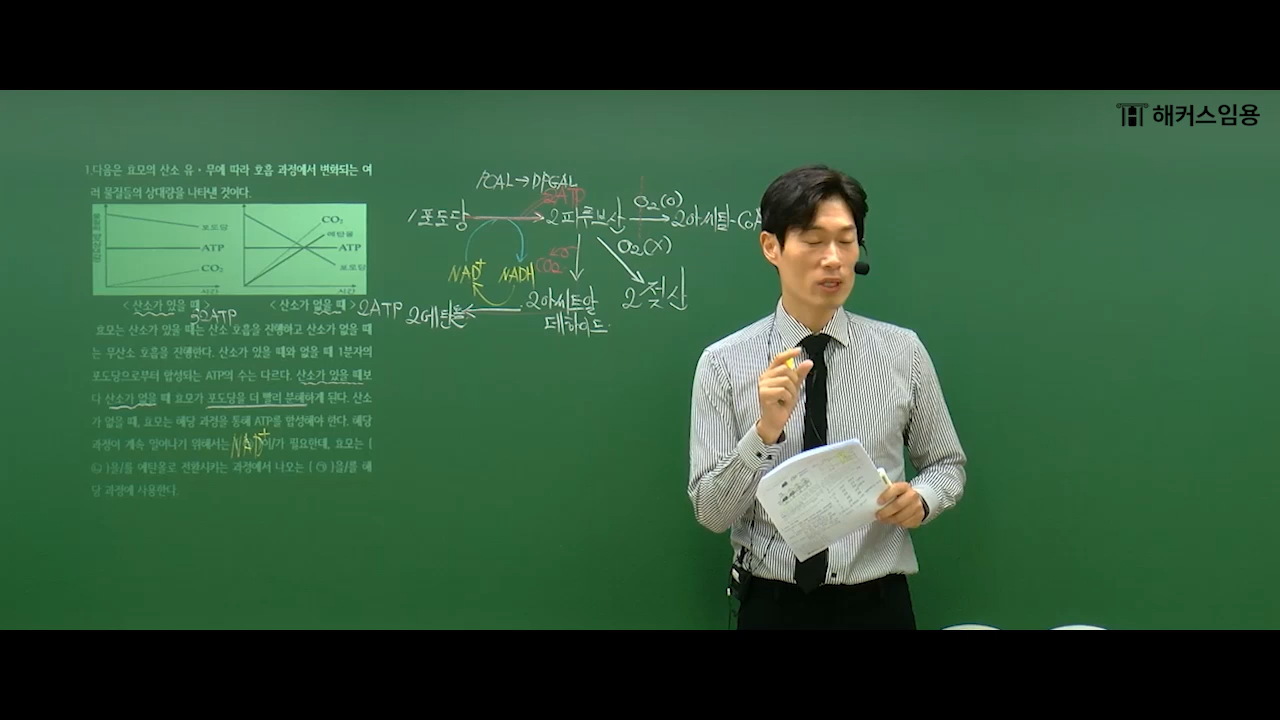 해커스임용
1.다음은 효모의 산소 유・무에 따라 호흡 과정에서 변화되는 여
러 물질들의 상대량을 나타낸 것이다.
포도당
ATP
CO₂
시간
CO₂
에탄올
ATP
포도당
시간
< 산소가 있을 때 >
< 산소가 없을 때 >
32ATP
2ATP
효모는 산소가 있을 때는 산소 호흡을 진행하고 산소가 없을 때
는 무산소 호흡을 진행한다. 산소가 있을 때와 없을 때 1분자의
포도당으로부터 합성되는 ATP의 수는 다르다. 산소가 있을 때보
다 산소가 없을 때 효모가 포도당을 더 빨리 분해하게 된다. 산소
가 없을 때, 효모는 해당 과정을 통해 ATP를 합성해야 한다. 해당
과정이 계속 일어나기 위해서는 NAD⁺ 이/가 필요한데, 효모는 (
㉡ )을/를 에탄올로 전환시키는 과정에서 나오는 ( ㉠ )을/를 해
당 과정에 사용한다.
PGAL→DPGAL
2ATP
1포도당 → 2피루브산 → 2아세틸-CoA
O₂(O)
O₂(X)
NAD⁺ NADH
CO₂
2에탄올 ← 2아세트알
데하이드
2젖산